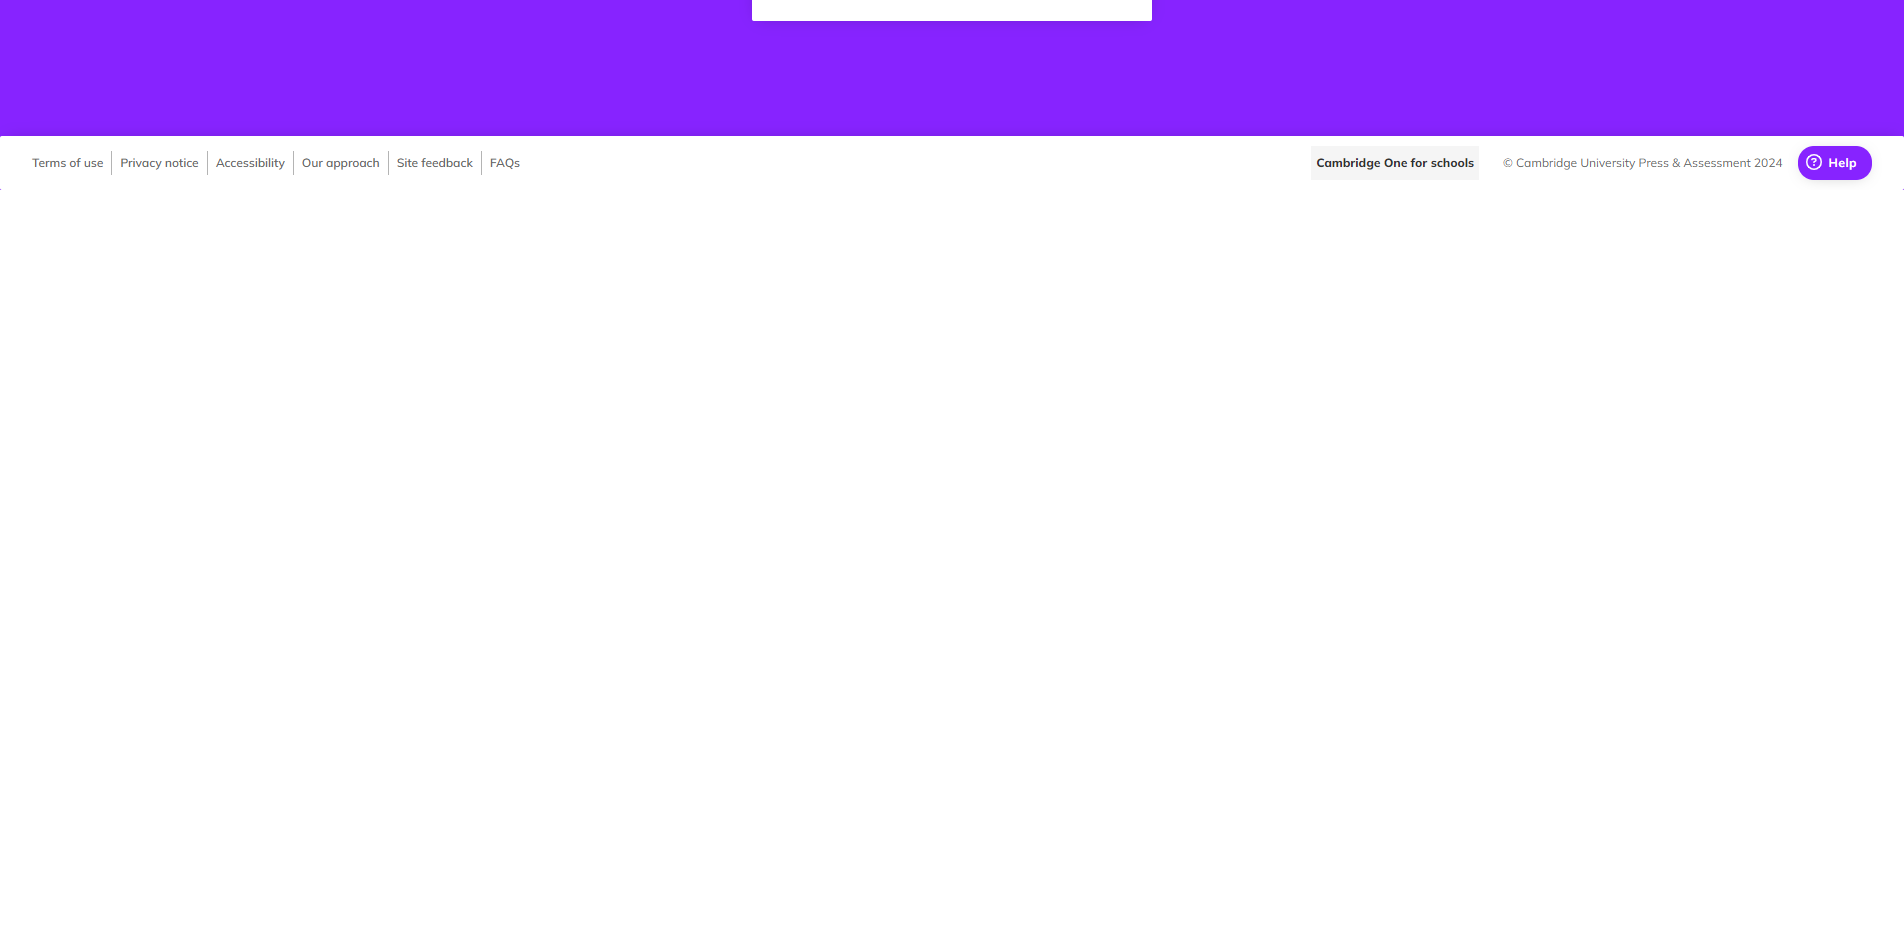 Terms of use
Privacy notice
Accessibility
Our approach
Site feedback
FAQs
Cambridge One for schools
© Cambridge University Press & Assessment 2024
Help